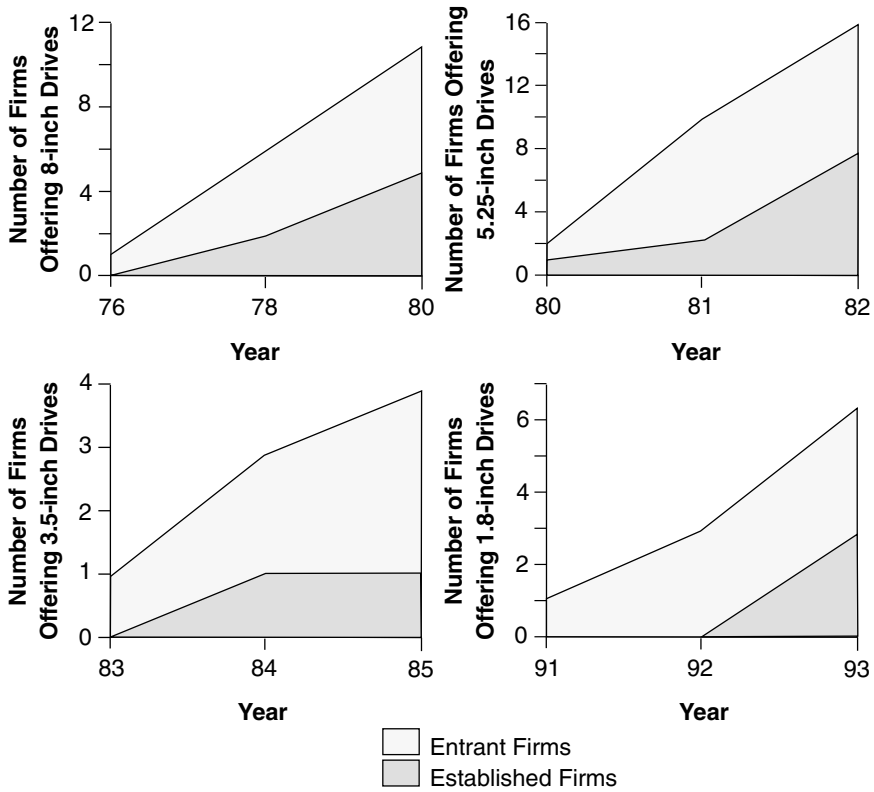 Number of Firms
Offering 8-inch Drives
12
8
4
0
76
78
80
Year
Number of Firms Offering
5.25-inch Drives
16
12
8
4
0
80
81
82
Year
Number of Firms
Offering 3.5-inch Drives
4
3
2
1
0
83
84
85
Year
Number of Firms
Offering 1.8-inch Drives
6
4
2
0
91
92
93
Year
Entrant Firms
Established Firms